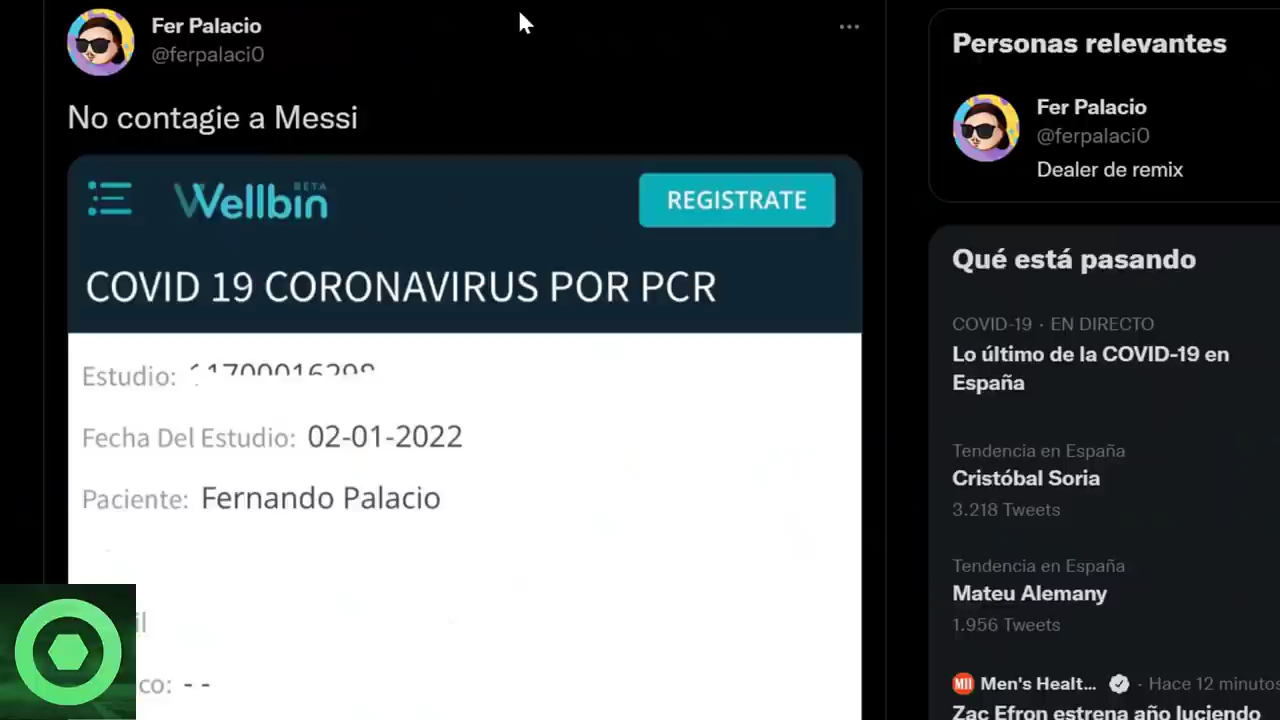 Fer Palacio
@ferpalaci0
No contagie a Messi
Wellbin BETA
REGISTRATE
COVID 19 CORONAVIRUS POR PCR
Estudio:
Fecha Del Estudio: 02-01-2022
Paciente: Fernando Palacio
il
co: - -
Personas relevantes
Fer Palacio
@ferpalaci0
Dealer de remix
Qué está pasando
COVID-19 · EN DIRECTO
Lo último de la COVID-19 en
España
Tendencia en España
Cristóbal Soria
3.218 Tweets
Tendencia en España
Mateu Alemany
1.956 Tweets
Men's Healt... · Hace 12 minutos
Zac Efron estrena año luciendo